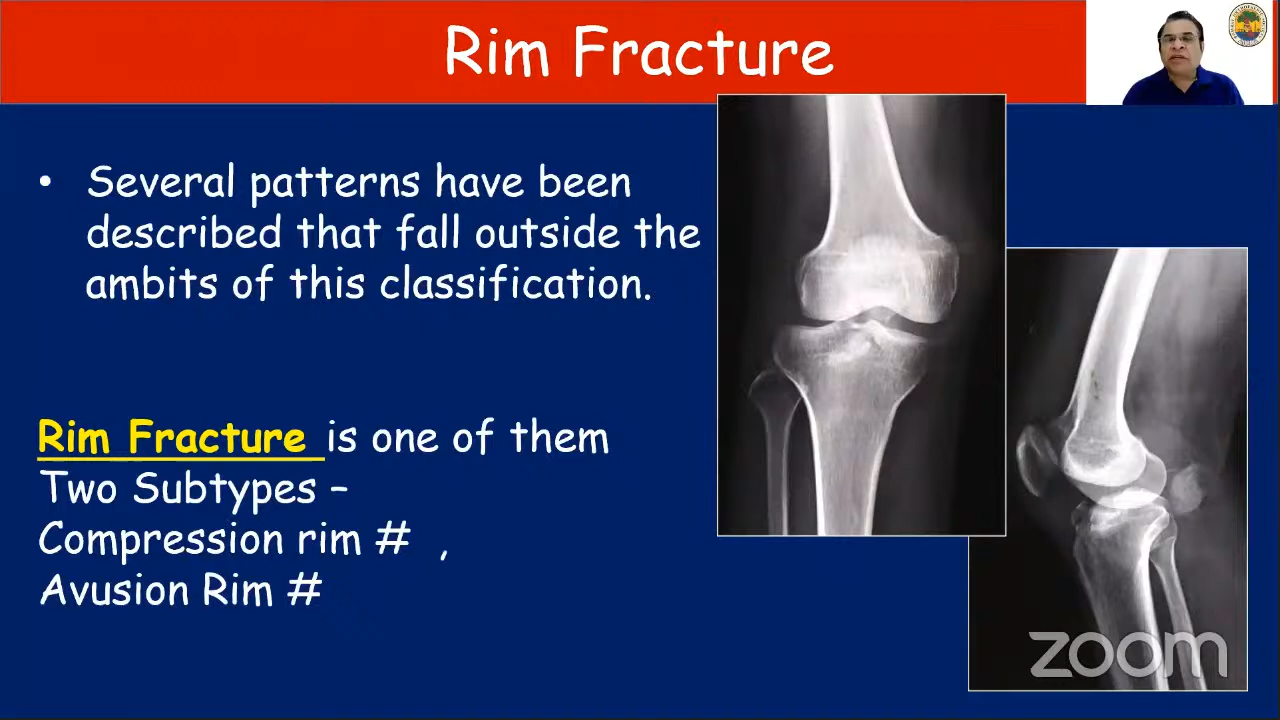 Rim Fracture
• Several patterns have been
described that fall outside the
ambits of this classification.
Rim Fracture is one of them
Two Subtypes –
Compression rim # ,
Avusion Rim #
zoom